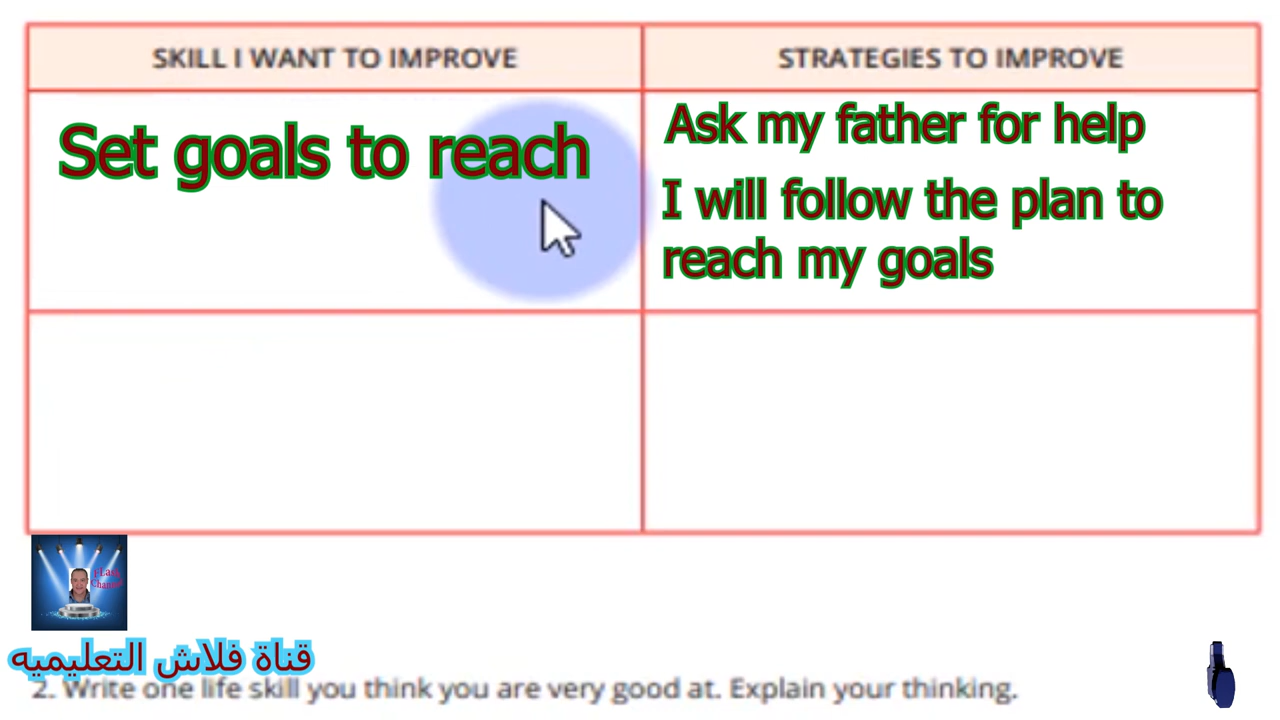 SKILL I WANT TO IMPROVE
STRATEGIES TO IMPROVE
Set goals to reach
Ask my father for help
I will follow the plan to
reach my goals
FLash
Channel
قناة فلاش التعليميه
2. Write one life skill you think you are very good at. Explain your thinking.